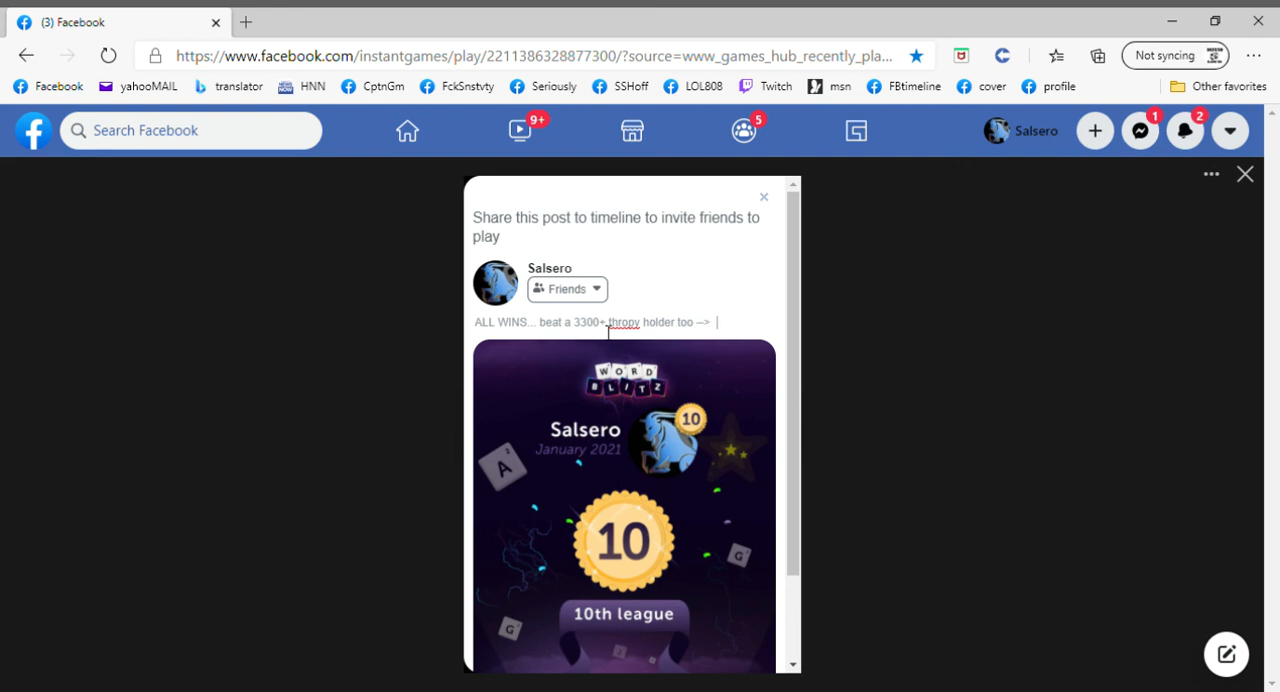 (3) Facebook
https://www.facebook.com/instantgames/play/2211386328877300/?source=www_games_hub_recently_pla...
Not syncing
Facebook yahooMAIL translator HNN CptnGm FckSnstvty Seriously SSHoff LOL808 Twitch msn FBtimeline cover profile Other favorites
Search Facebook
9+
5
Salsero
1
2
Share this post to timeline to invite friends to
play
Salsero
Friends
ALL WINS... beat a 3300+ thropy holder too -->
WORD
BLITZ
10
Salsero
January 2021
A
10
G
10th league
G